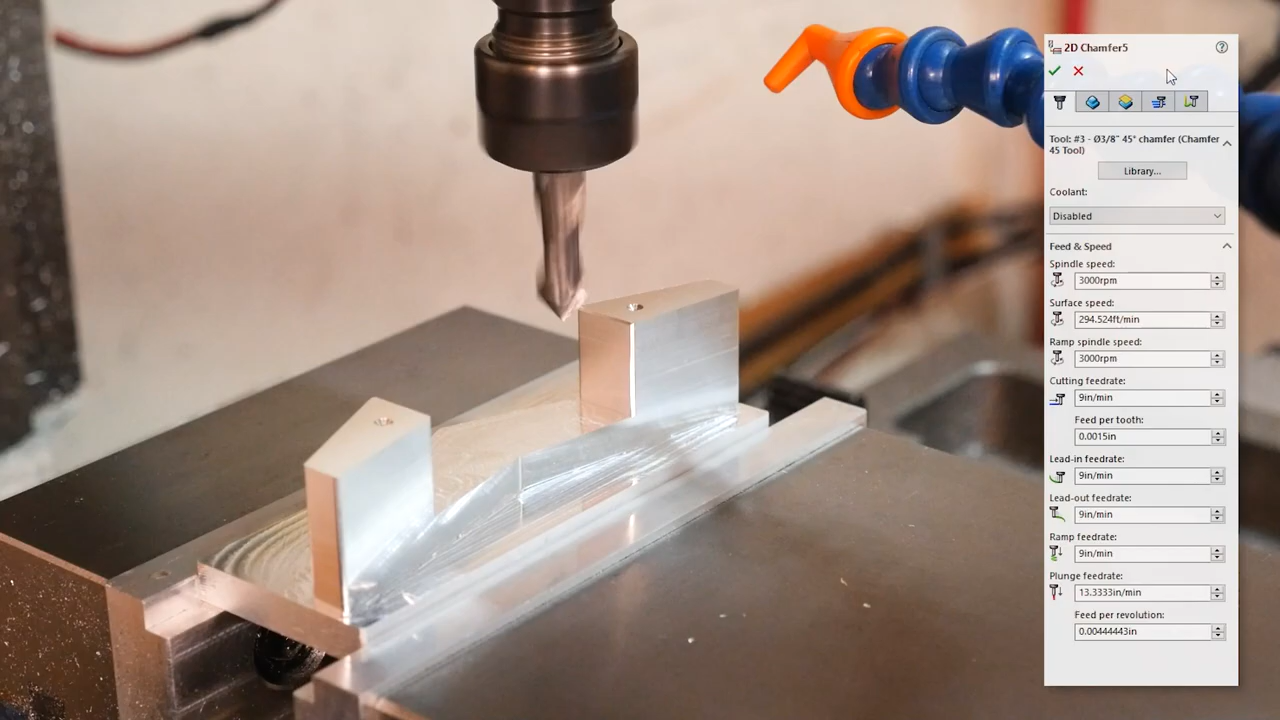 2D Chamfer5
Tool: #3 - Ø3/8" 45° chamfer (Chamfer
45 Tool)
Library...
Coolant:
Disabled
Feed & Speed
Spindle speed:
3000rpm
Surface speed:
294.524ft/min
Ramp spindle speed:
3000rpm
Cutting feedrate:
9in/min
Feed per tooth:
0.0015in
Lead-in feedrate:
9in/min
Lead-out feedrate:
9in/min
Ramp feedrate:
9in/min
Plunge feedrate:
13.3333in/min
Feed per revolution:
0.00444443in